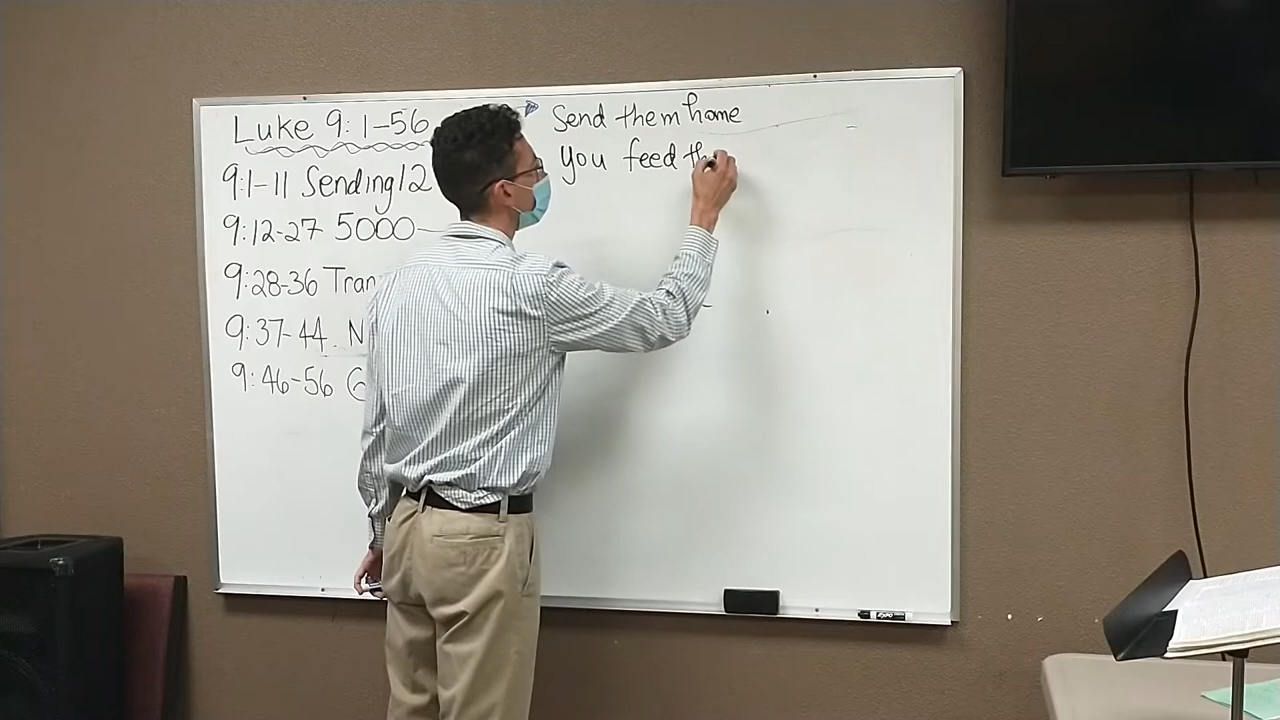 Luke 9:1-56
9:1-11 Sending 12
9:12-27 5000
9:28-36 Tran
9:37-44 N
9:46-56
Send them home
You feed th
EXPO